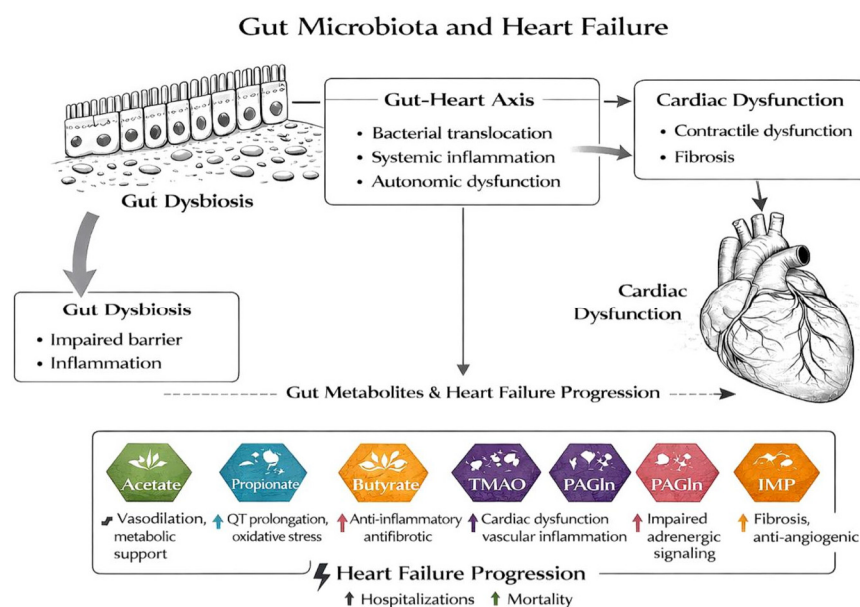 Gut Microbiota and Heart Failure
Gut-Heart Axis
• Bacterial translocation
• Systemic inflammation
• Autonomic dysfunction
Cardiac Dysfunction
• Contractile dysfunction
• Fibrosis
Gut Dysbiosis
Cardiac
Dysfunction
Gut Dysbiosis
• Impaired barrier
• Inflammation
Gut Metabolites & Heart Failure Progression
Acetate
Propionate
Butyrate
TMAO
PAGln
PAGln
IMP
Vasodilation,
metabolic
support
↑ QT prolongation,
oxidative stress
↑ Anti-inflammatory
antifibrotic
↑ Cardiac dysfunction
vascular inflammation
↑ Impaired
adrenergic
signaling
↑ Fibrosis,
anti-angiogenic
Heart Failure Progression
↑ Hospitalizations ↑ Mortality